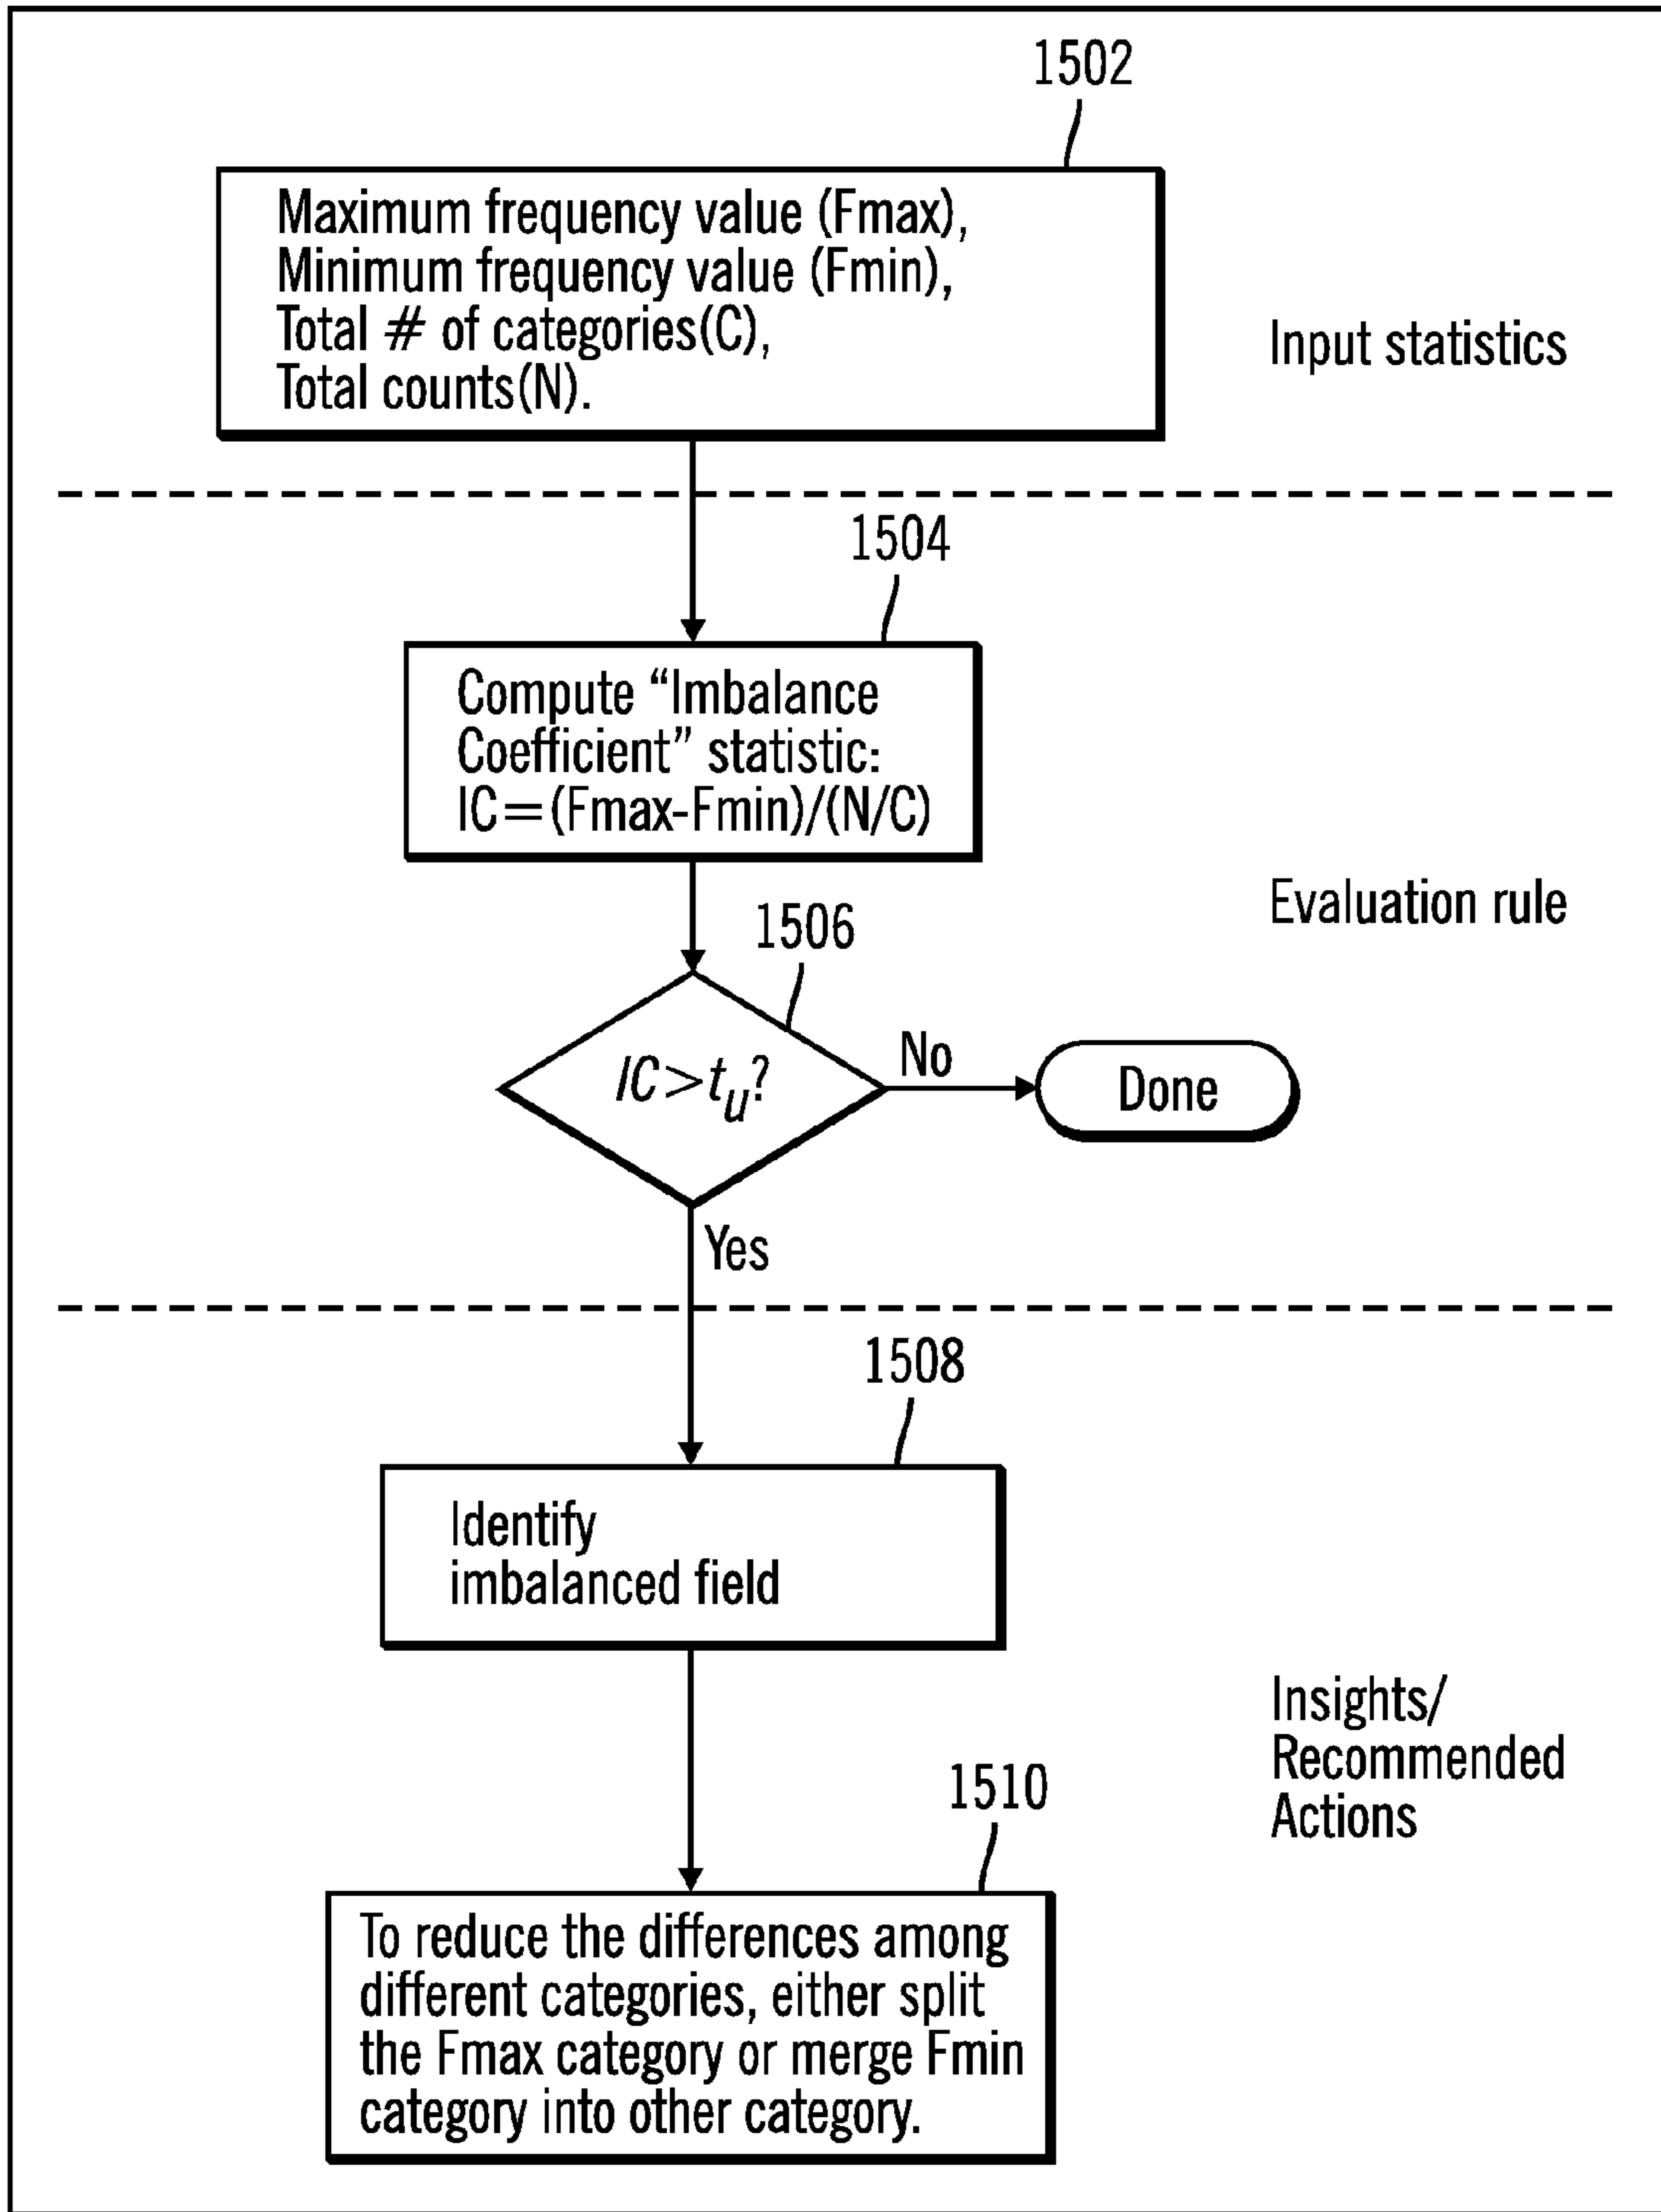 1502
Maximum frequency value (Fmax),
Minimum frequency value (Fmin),
Total # of categories(C),
Total counts(N).
Input statistics
1504
Compute “Imbalance
Coefficient” statistic:
IC=(Fmax-Fmin)/(N/C)
Evaluation rule
1506
IC>tu?
No
Done
Yes
1508
Identify
imbalanced field
Insights/
Recommended
Actions
1510
To reduce the differences among
different categories, either split
the Fmax category or merge Fmin
category into other category.